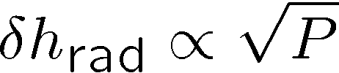 δh_rad ∝ √P